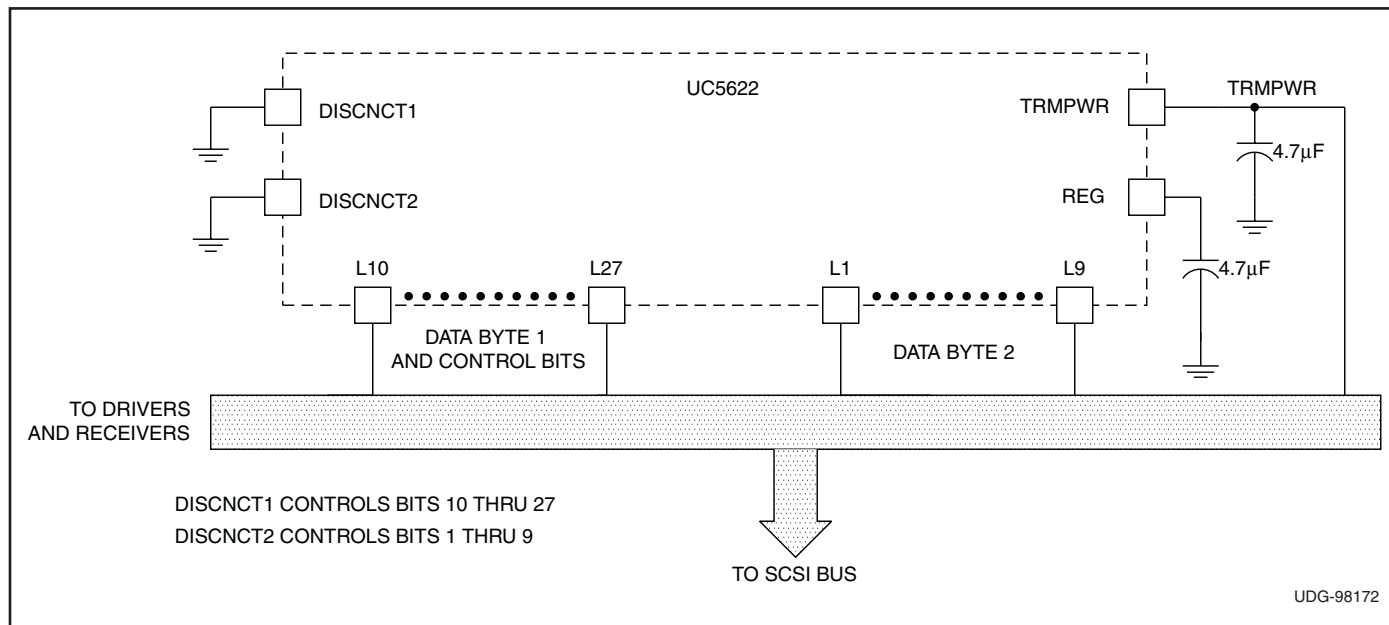 UC5622
DISCNCT1
TRMPWR
TRMPWR
4.7µF
DISCNCT2
REG
4.7µF
L10
L27
L1
L9
DATA BYTE 1
AND CONTROL BITS
DATA BYTE 2
TO DRIVERS
AND RECEIVERS
DISCNCT1 CONTROLS BITS 10 THRU 27
DISCNCT2 CONTROLS BITS 1 THRU 9
TO SCSI BUS
UDG-98172